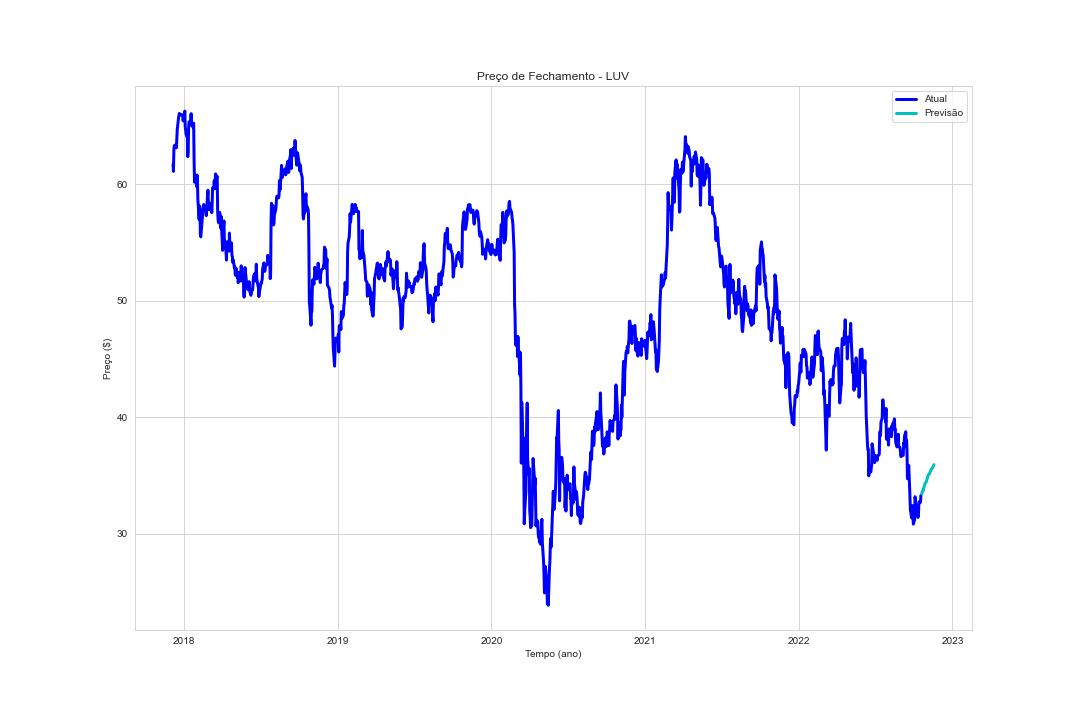 Preço de Fechamento - LUV
Atual
Previsão
Preço ($)
60
50
40
30
2018 2019 2020 2021 2022 2023
Tempo (ano)